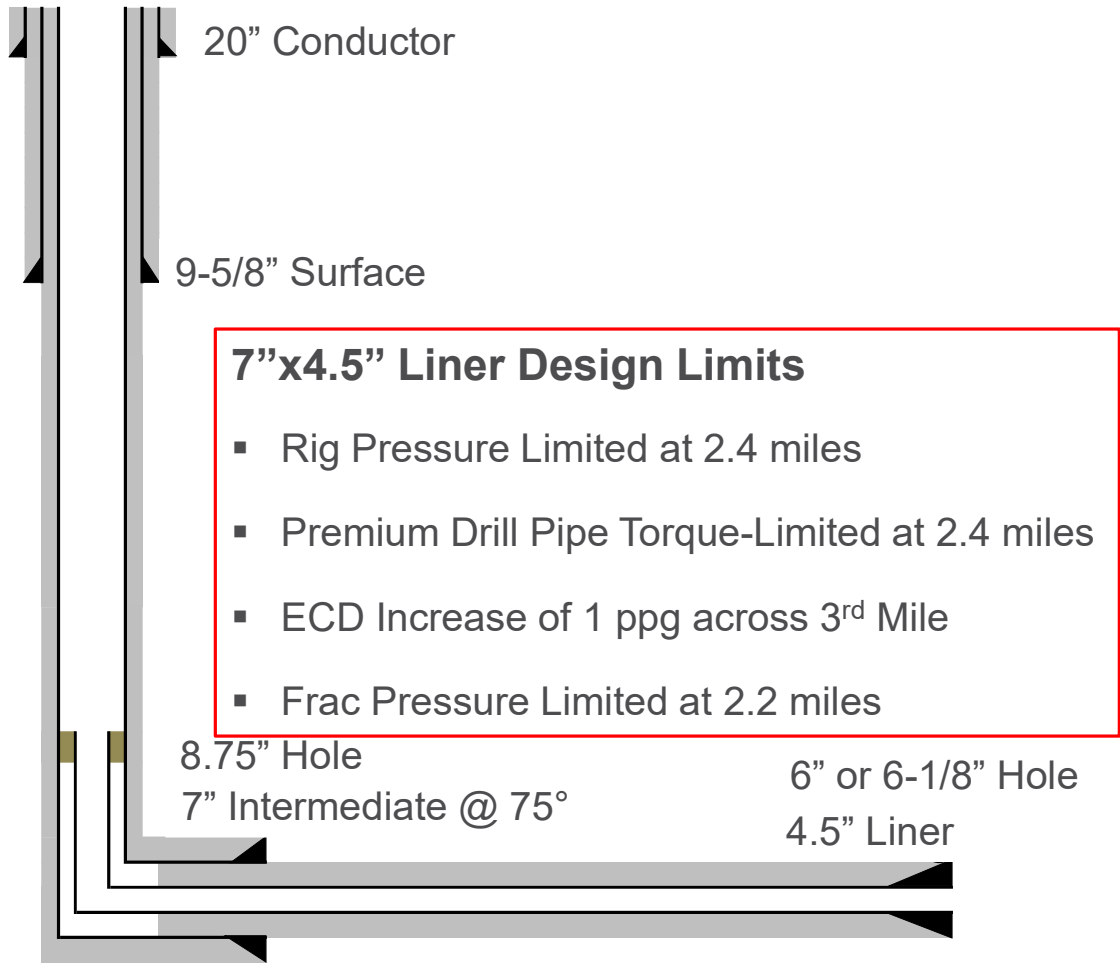 20” Conductor
9-5/8” Surface
7”x4.5” Liner Design Limits
▪ Rig Pressure Limited at 2.4 miles
▪ Premium Drill Pipe Torque-Limited at 2.4 miles
▪ ECD Increase of 1 ppg across 3rd Mile
▪ Frac Pressure Limited at 2.2 miles
8.75” Hole
7” Intermediate @ 75°
6” or 6-1/8” Hole
4.5” Liner